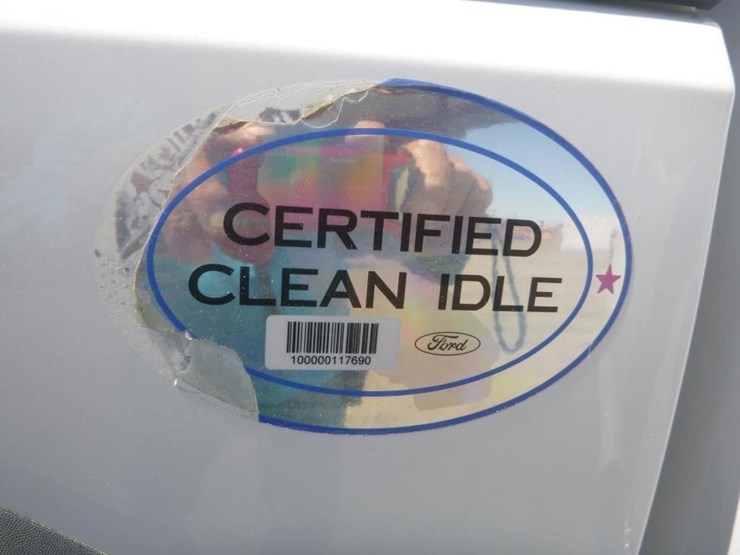 CERTIFIED
CLEAN IDLE
100000117690
Ford